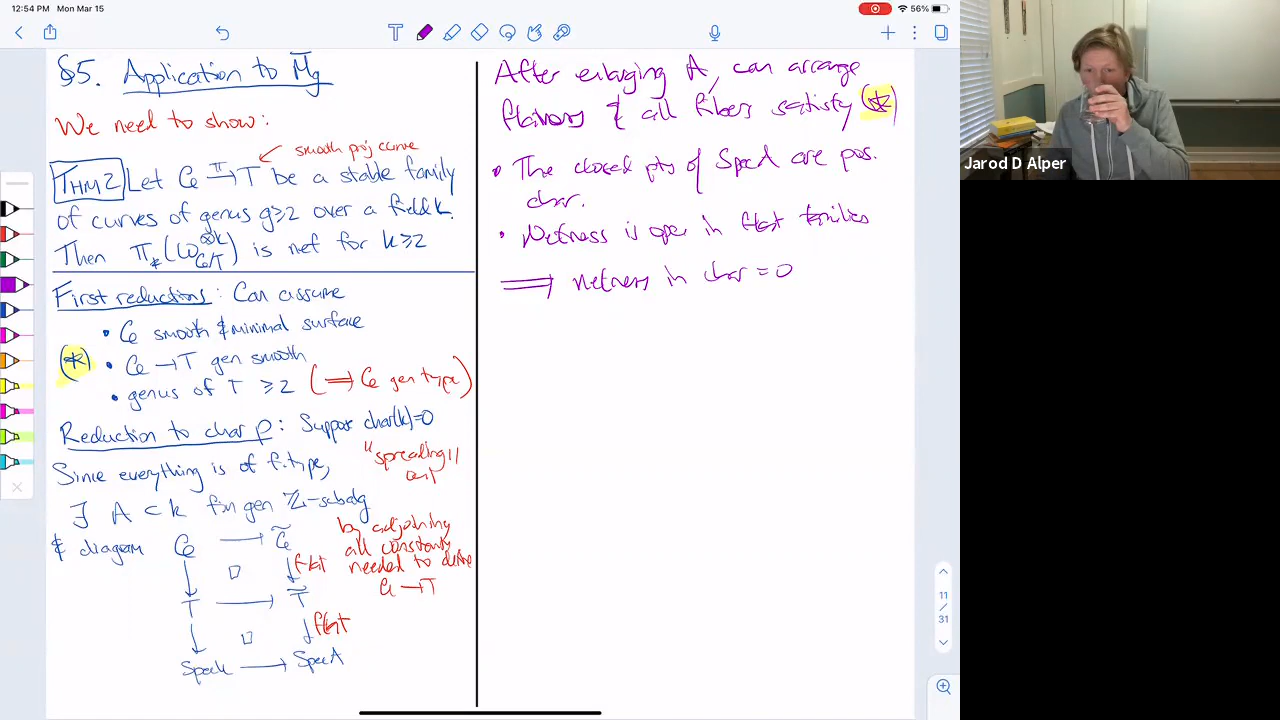 12:54 PM Mon Mar 15
56%
§5. Application to M̄g
We need to show:
smooth proj curve
THM 2 Let C →π T be a stable family
of curves of genus g≥2 over a field k.
Then π_*(ω_{C/T}^{⊗k}) is nef for k≥2
First reductions: Can assume
• C smooth & minimal surface
(*) • C → T gen smooth
• genus of T ≥2 (⟹ C gen type)
Reduction to char p: Suppose char(k)=0
Since everything is of f.type,
"spreading out"
∃ A ⊂ k fin gen ℤ-subalg
& diagram C → C̃
by adjoining
all constants
needed to define
C → T
flat
T → T̃
flat
Spec k → Spec A
After enlarging A, can arrange
flatness & all fibers satisfy (*)
• The closed pts of Spec A are pos.
char.
• Nefness is open in flat families
⟹ nefness in char = 0
Jarod D Alper
11
/
31